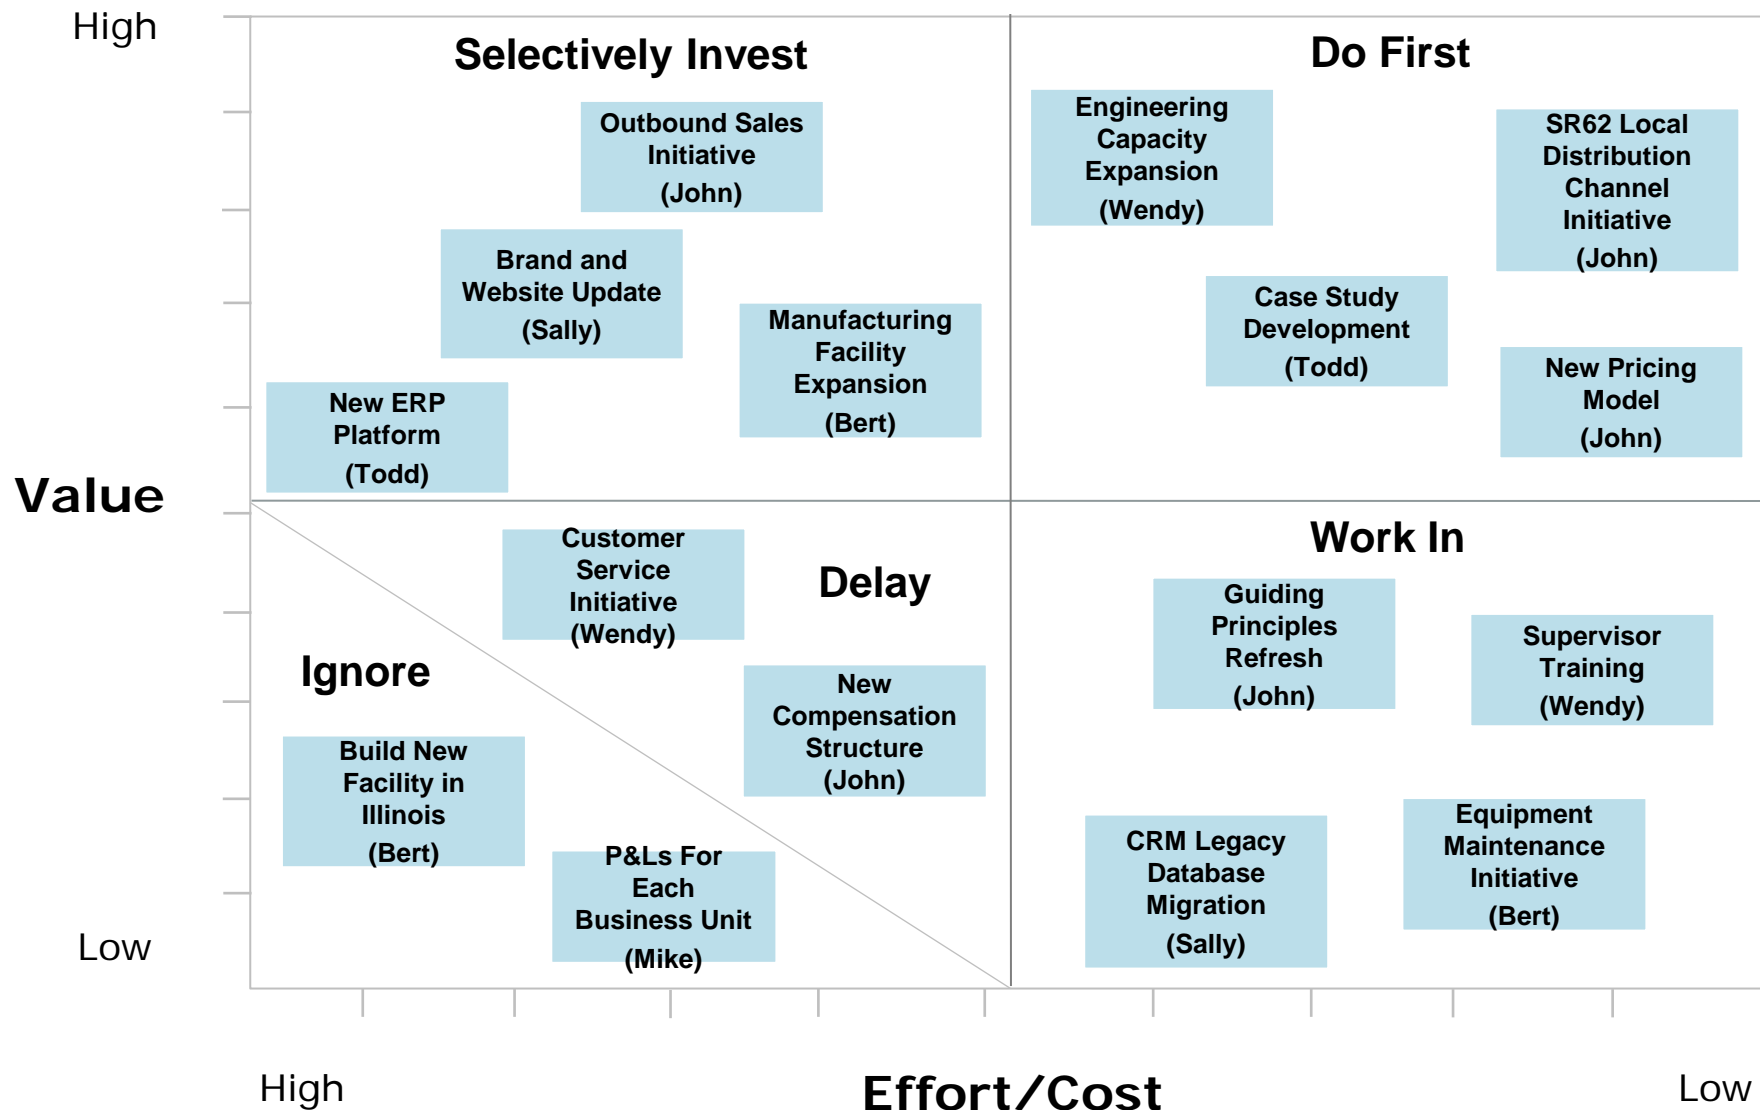 High
Selectively Invest
Do First
Outbound Sales
Initiative
(John)
Engineering
Capacity
Expansion
(Wendy)
SR62 Local
Distribution
Channel
Initiative
(John)
Brand and
Website Update
(Sally)
Manufacturing
Facility
Expansion
(Bert)
Case Study
Development
(Todd)
New Pricing
Model
(John)
New ERP
Platform
(Todd)
Value
Customer
Service
Initiative
(Wendy)
Delay
Work In
Guiding
Principles
Refresh
(John)
Supervisor
Training
(Wendy)
Ignore
New
Compensation
Structure
(John)
Build New
Facility in
Illinois
(Bert)
P&Ls For
Each
Business Unit
(Mike)
CRM Legacy
Database
Migration
(Sally)
Equipment
Maintenance
Initiative
(Bert)
Low
High
Effort/Cost
Low